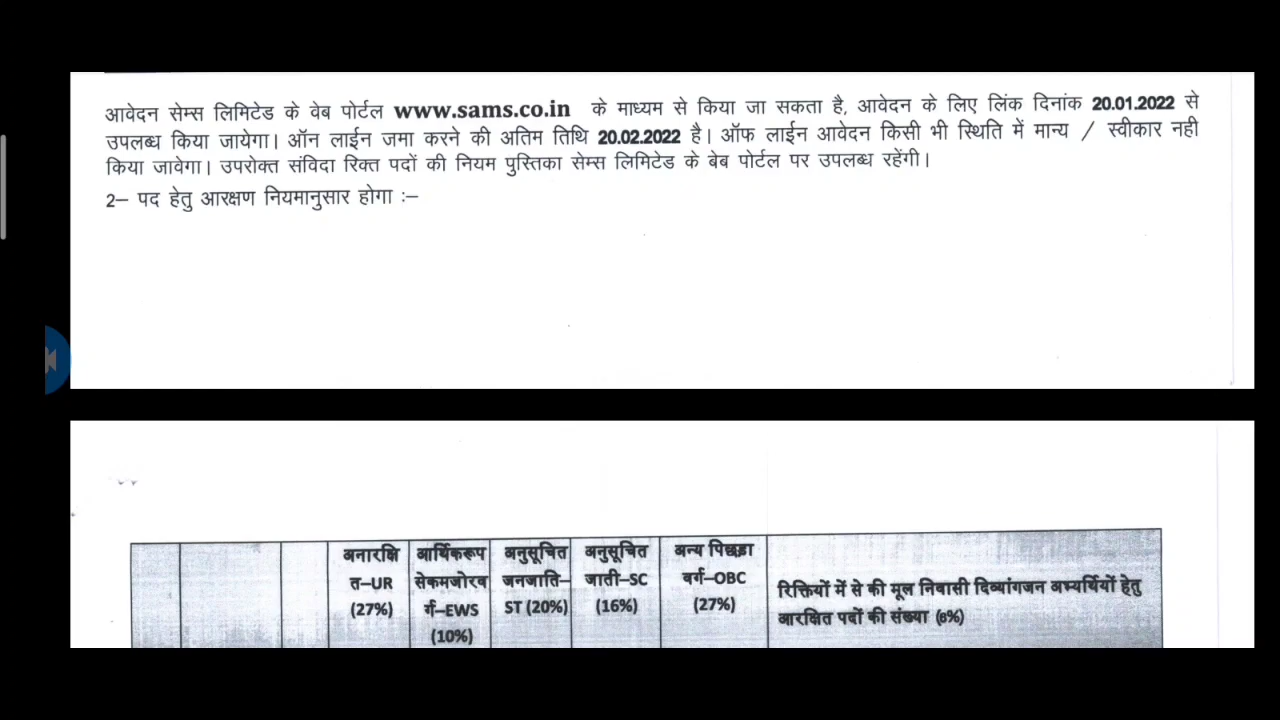 आवेदन सेम्स लिमिटेड के वेब पोर्टल www.sams.co.in के माध्यम से किया जा सकता है, आवेदन के लिए लिंक दिनांक 20.01.2022 से
उपलब्ध किया जायेगा। ऑन लाईन जमा करने की अतिम तिथि 20.02.2022 है। ऑफ लाईन आवेदन किसी भी स्थिति में मान्य / स्वीकार नही
किया जावेगा। उपरोक्त संविदा रिक्त पदों की नियम पुस्तिका सेम्स लिमिटेड के बेब पोर्टल पर उपलब्ध रहेंगी।
2– पद हेतु आरक्षण नियमानुसार होगा :–
अनारक्षि
त–UR
(27%)
आर्थिकरूप
सेकमजोरव
र्ग–EWS
(10%)
अनुसूचित
जनजाति–
ST (20%)
अनुसूचित
जाती–SC
(16%)
अन्य पिछड़ा
वर्ग–OBC
(27%)
रिक्तियों में से की मूल निवासी दिव्यांगजन अभ्यर्थियों हेतु
आरक्षित पदों की संख्या (6%)